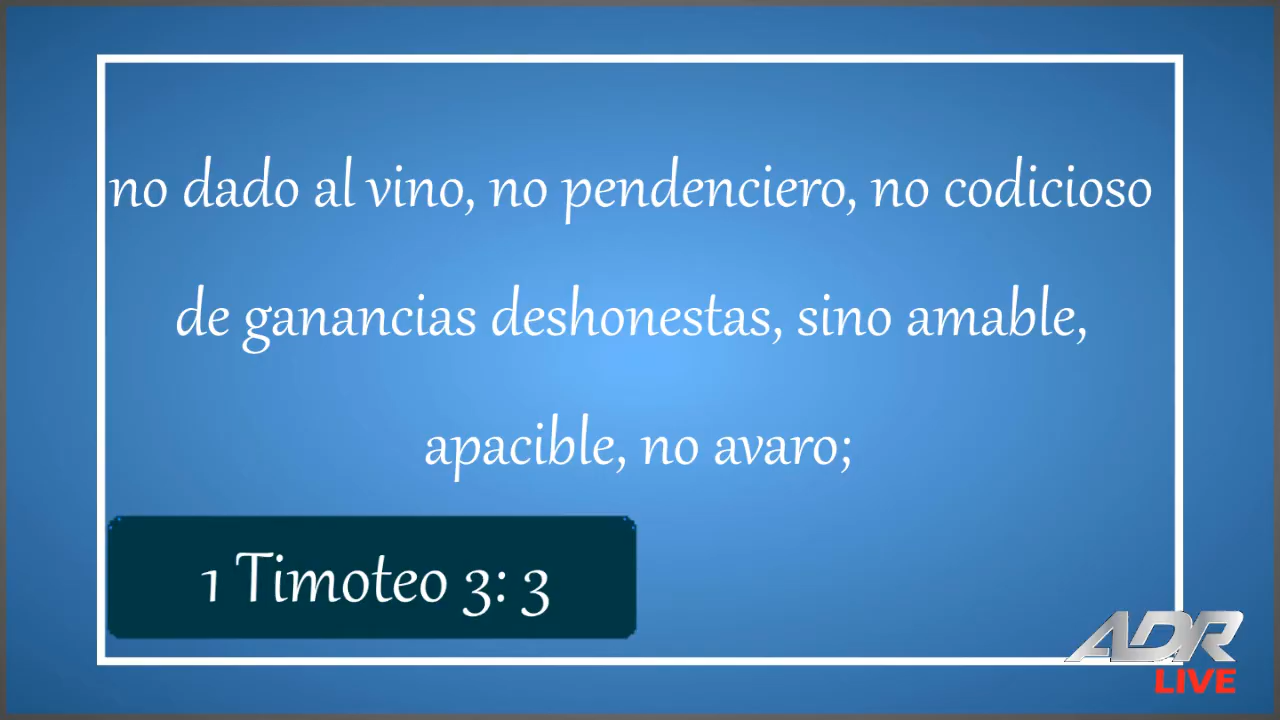 no dado al vino, no pendenciero, no codicioso
de ganancias deshonestas, sino amable,
apacible, no avaro;
1 Timoteo 3: 3
ADR
LIVE